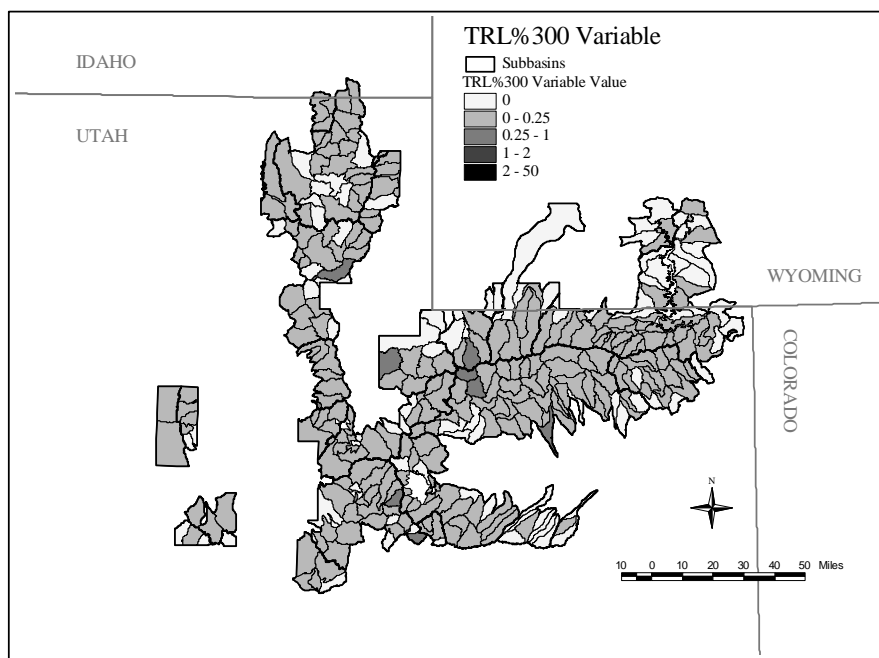 TRL%300 Variable
IDAHO
Subbasins
TRL%300 Variable Value
0
0 - 0.25
UTAH
0.25 - 1
1 - 2
2 - 50
WYOMING
COLORADO
N
10 0 10 20 30 40 50 Miles